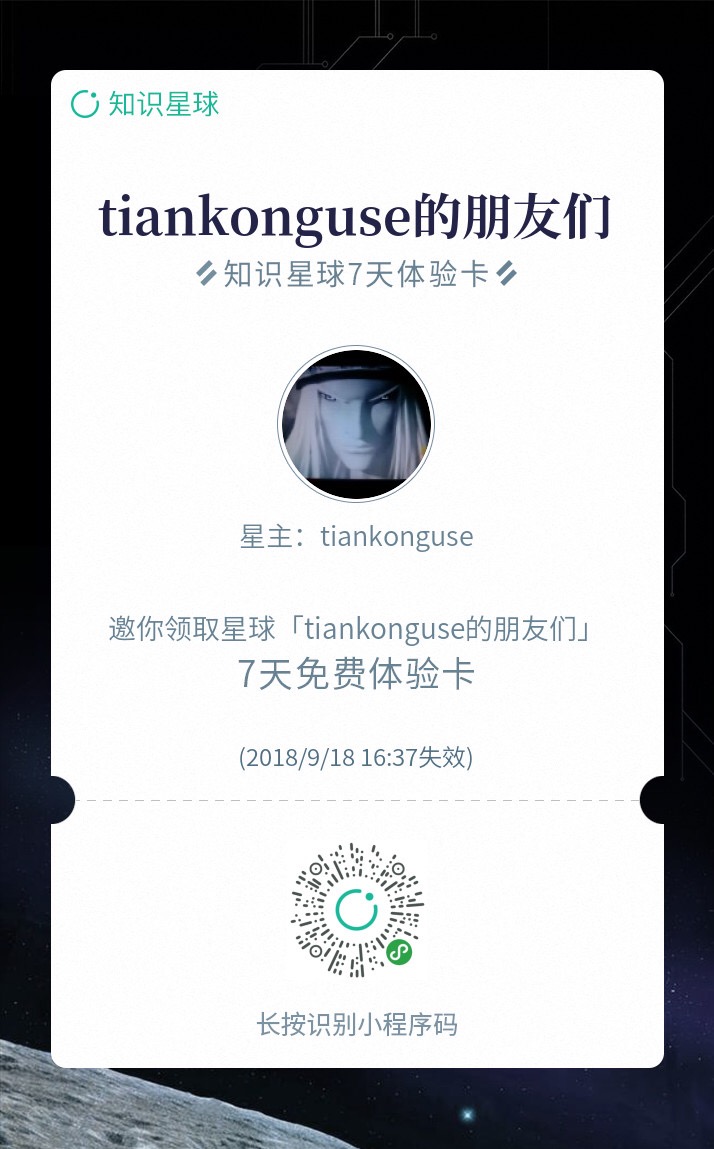 知识星球
tiankonguse的朋友们
知识星球7天体验卡
星主：tiankonguse
邀你领取星球「tiankonguse的朋友们」
7天免费体验卡
(2018/9/18 16:37失效)
长按识别小程序码